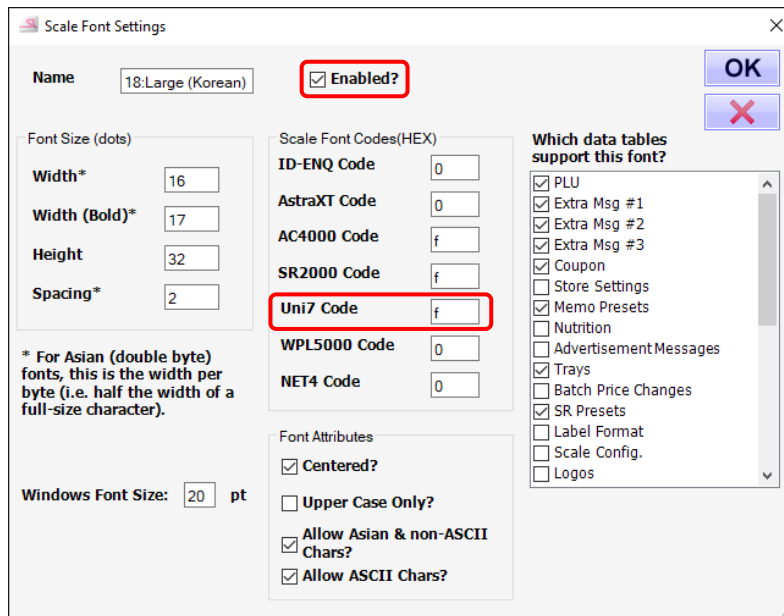 Scale Font Settings
Name
18:Large (Korean)
Enabled?
OK
Font Size (dots)
Width*
16
Width (Bold)*
17
Height
32
Spacing*
2
* For Asian (double byte)
fonts, this is the width per
byte (i.e. half the width of a
full-size character).
Windows Font Size:
20
pt
Scale Font Codes(HEX)
ID-ENQ Code
0
AstraXT Code
0
AC4000 Code
f
SR2000 Code
f
Uni7 Code
f
WPL5000 Code
0
NET4 Code
0
Font Attributes
Centered?
Upper Case Only?
Allow Asian & non-ASCII
Chars?
Allow ASCII Chars?
Which data tables
support this font?
PLU
Extra Msg #1
Extra Msg #2
Extra Msg #3
Coupon
Store Settings
Memo Presets
Nutrition
Advertisement Messages
Trays
Batch Price Changes
SR Presets
Label Format
Scale Config.
Logos